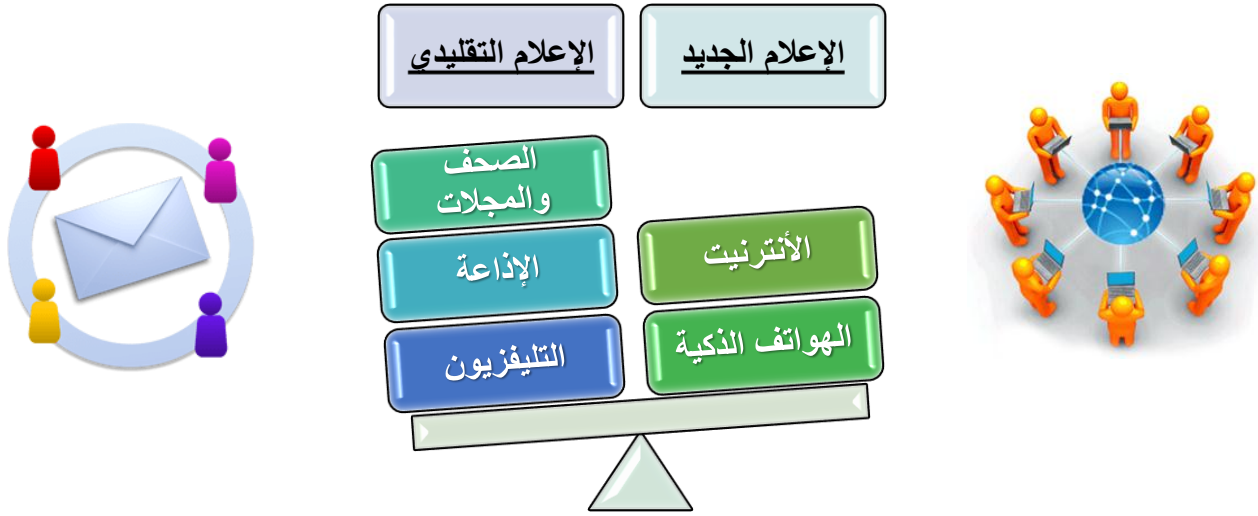 الإعلام الجديد
الإعلام التقليدي
الصحف
والمجلات
الإذاعة
التليفزيون
الأنترنيت
الهواتف الذكية